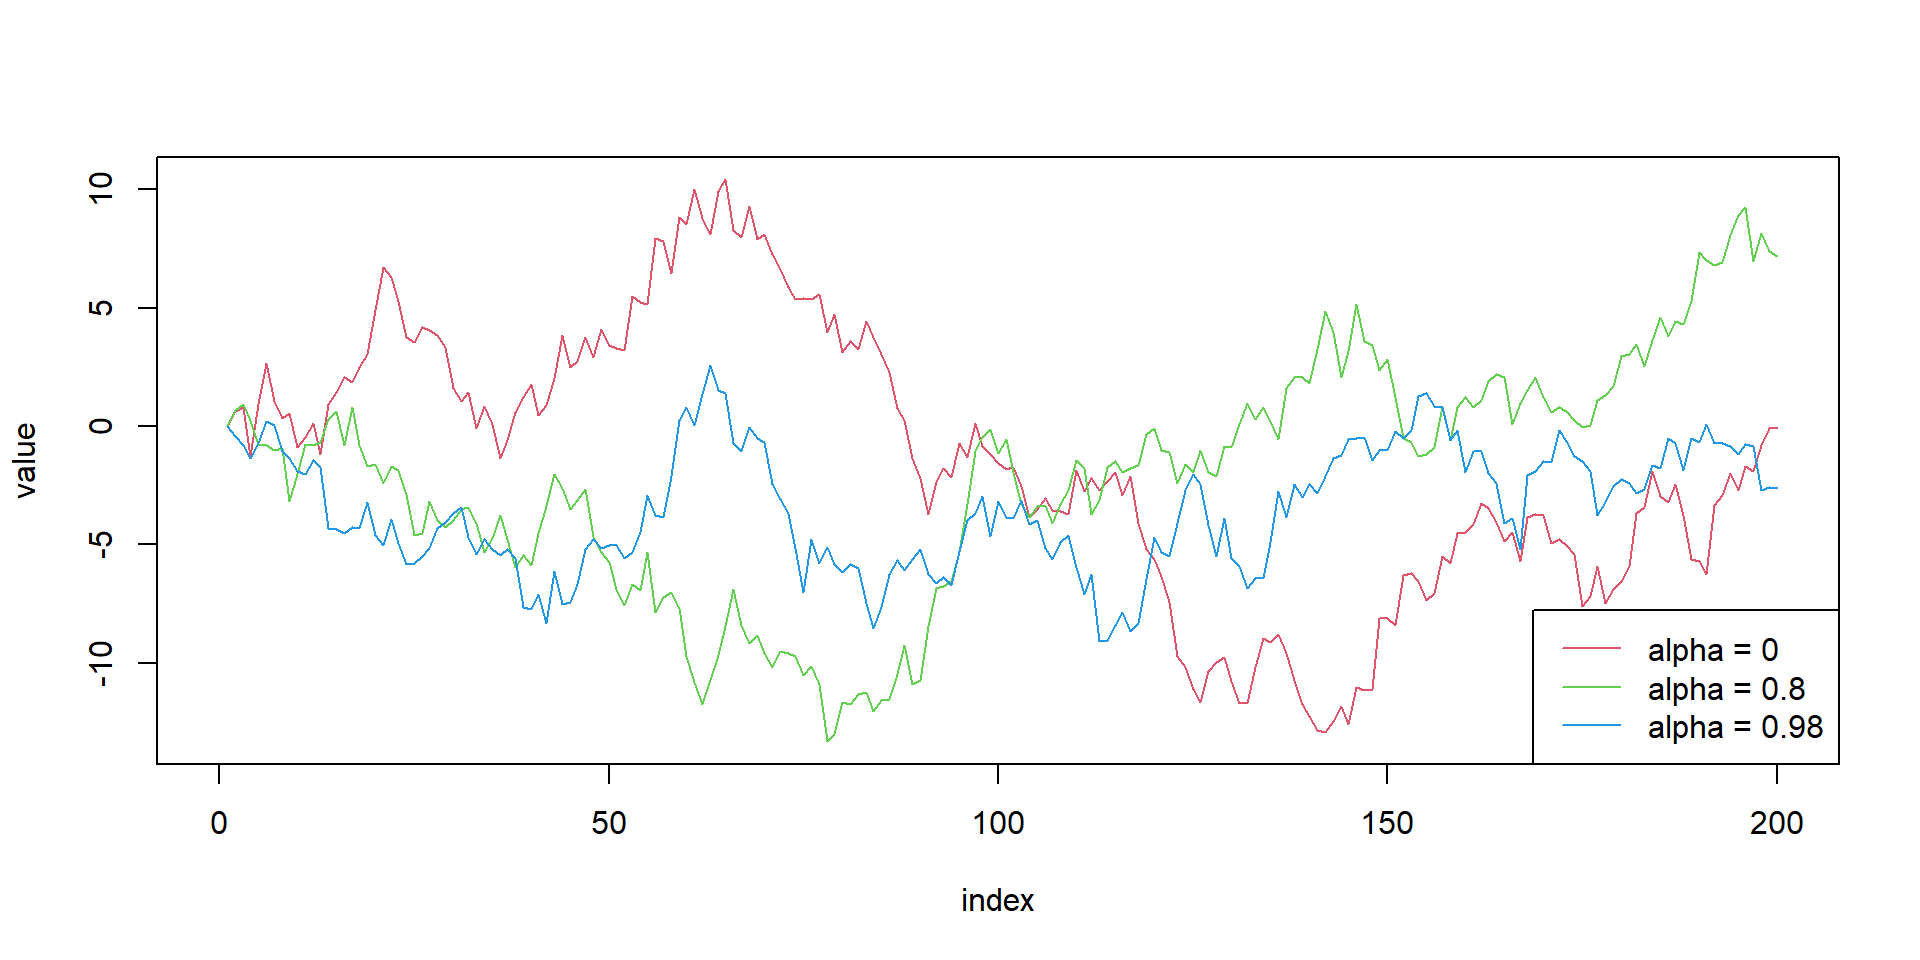 10
5
0
-5
-10
value
alpha = 0
alpha = 0.8
alpha = 0.98
0 50 100 150 200
index